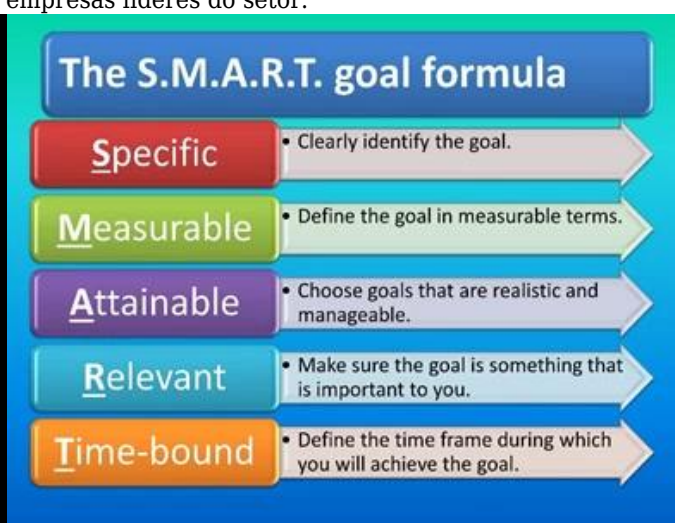 empresas líderes do setor.
The S.M.A.R.T. goal formula
Specific
• Clearly identify the goal.
Measurable
• Define the goal in measurable terms.
Attainable
• Choose goals that are realistic and
manageable.
Relevant
• Make sure the goal is something that
is important to you.
Time-bound
• Define the time frame during which
you will achieve the goal.